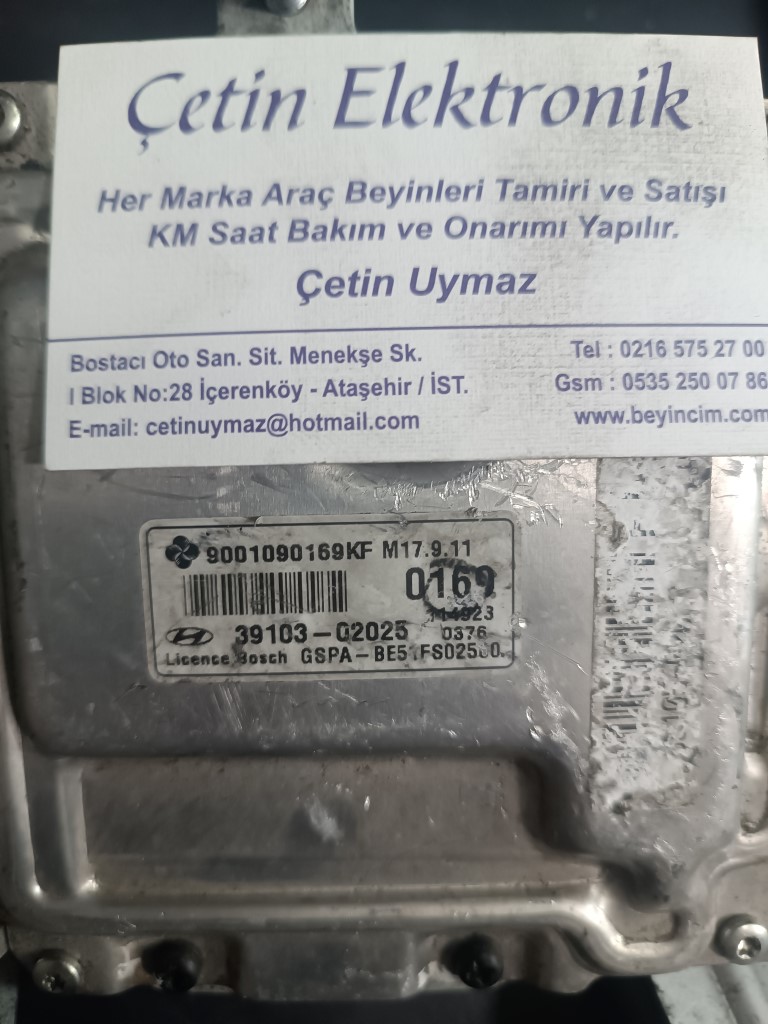 Çetin Elektronik
Her Marka Araç Beyinleri Tamiri ve Satışı
KM Saat Bakım ve Onarımı Yapılır.
Çetin Uymaz
Bostacı Oto San. Sit. Menekşe Sk.
I Blok No:28 İçerenköy - Ataşehir / İST.
E-mail: cetinuymaz@hotmail.com
Tel : 0216 575 27 00
Gsm : 0535 250 07 86
www.beyincim.com
9001090169KF M17.9.11
0169
39103-02025 0376
Licence Bosch GSPA-